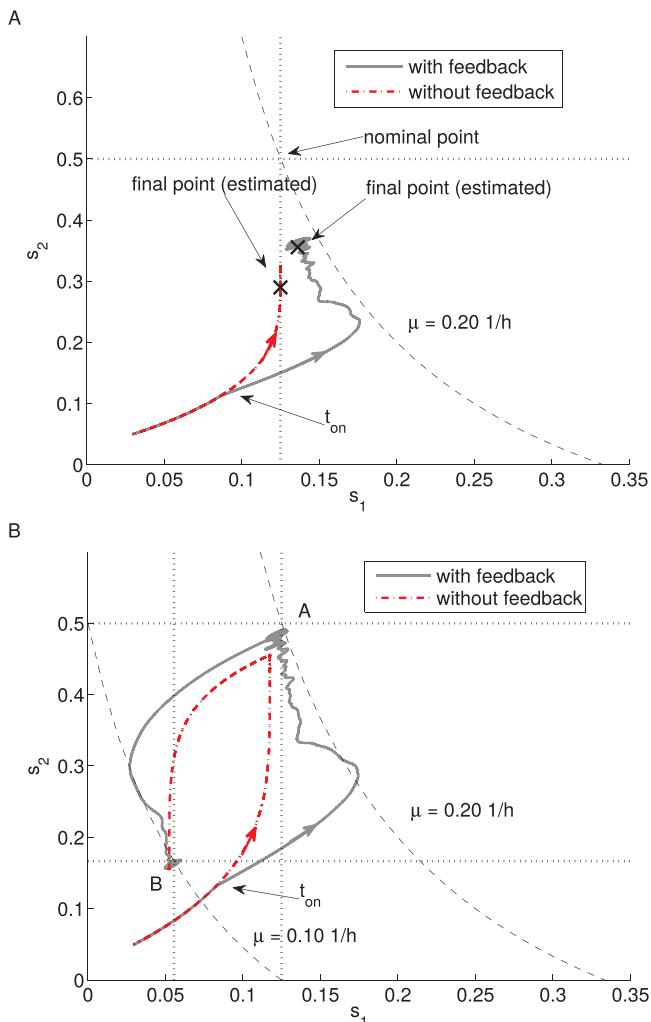 A
with feedback
without feedback
0.6
nominal point
0.5
final point (estimated)
final point (estimated)
0.4
s2
0.3
μ = 0.20 1/h
0.2
0.1
ton
0
0 0.05 0.1 0.15 0.2 0.25 0.3 0.35
s1
B
with feedback
without feedback
A
0.5
0.4
s2
0.3
μ = 0.20 1/h
0.2
B
ton
0.1
μ = 0.10 1/h
0
0 0.05 0.1 0.15 0.2 0.25 0.3 0.35
s1